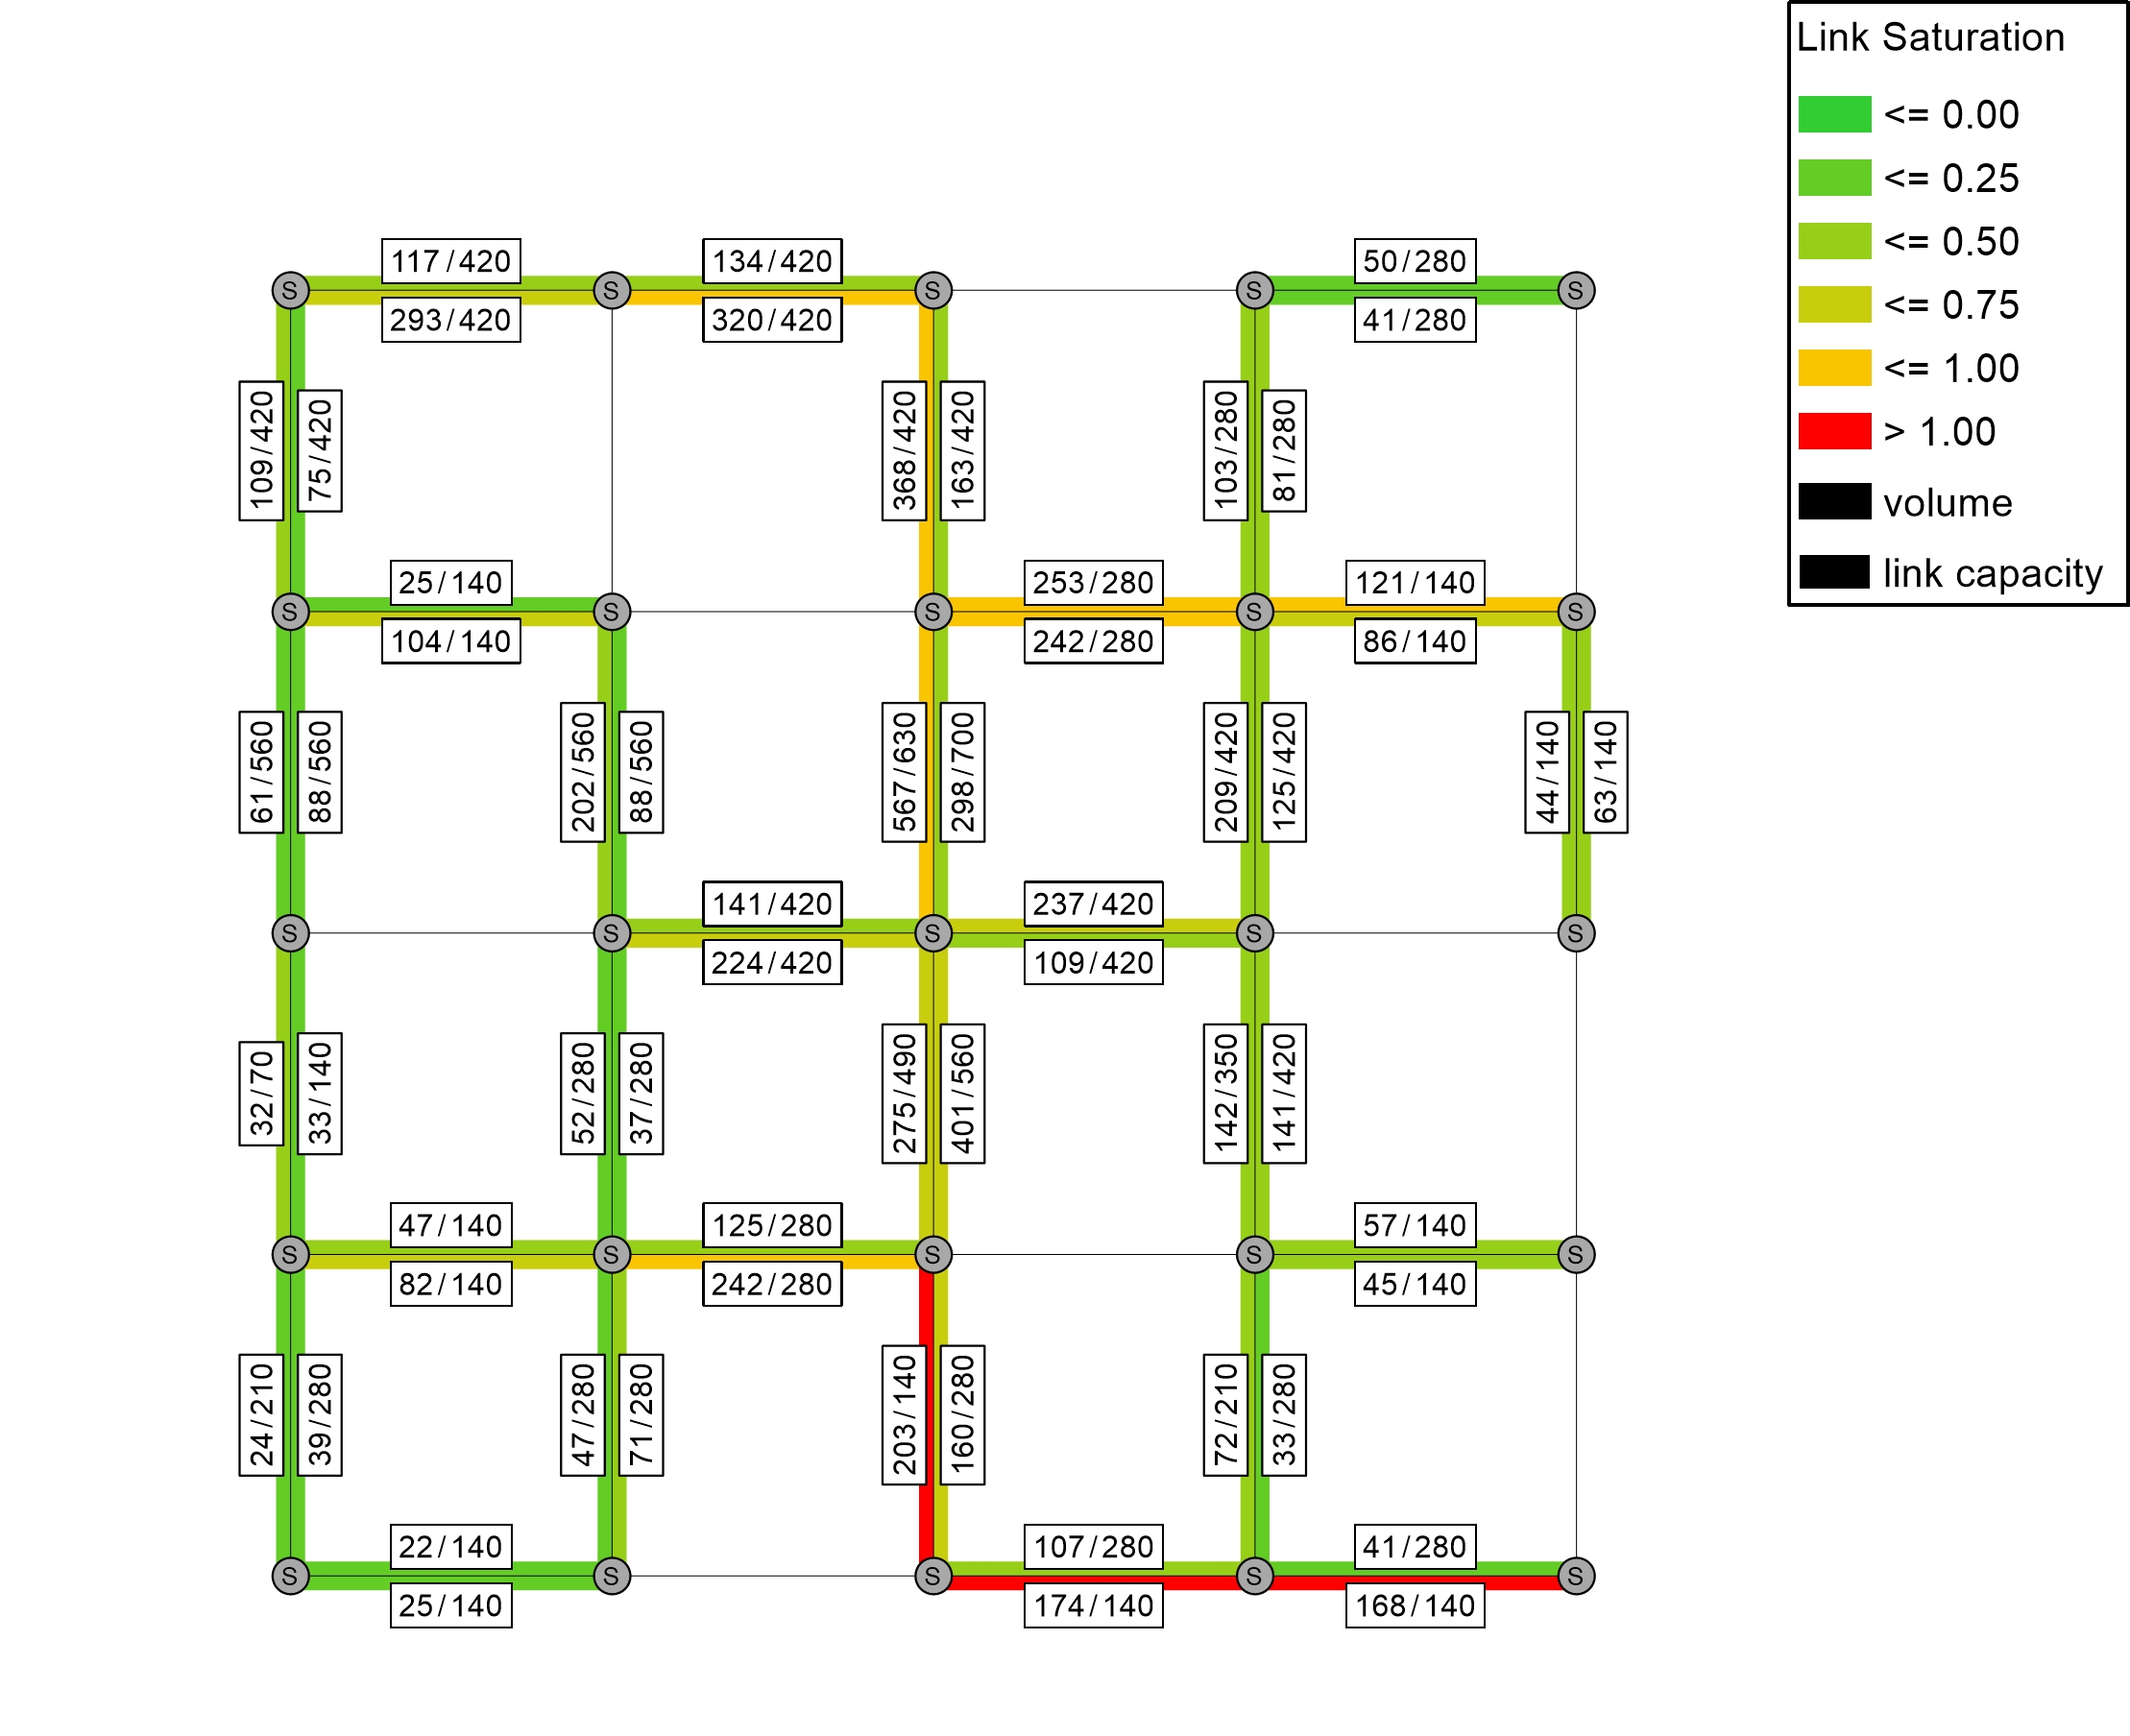 Link Saturation
<= 0.00
<= 0.25
<= 0.50
<= 0.75
<= 1.00
> 1.00
volume
link capacity
117/420
134/420
50/280
S
S
S
S
S
293/420
320/420
41/280
109/420
75/420
368/420
163/420
103/280
81/280
25/140
253/280
121/140
S
S
S
S
S
104/140
242/280
86/140
61/560
88/560
202/560
88/560
567/630
298/700
209/420
125/420
44/140
63/140
141/420
237/420
S
S
S
S
S
224/420
109/420
32/70
33/140
52/280
37/280
275/490
401/560
142/350
141/420
47/140
125/280
57/140
S
S
S
S
S
82/140
242/280
45/140
24/210
39/280
47/280
71/280
203/140
160/280
72/210
33/280
22/140
107/280
41/280
S
S
S
S
S
25/140
174/140
168/140